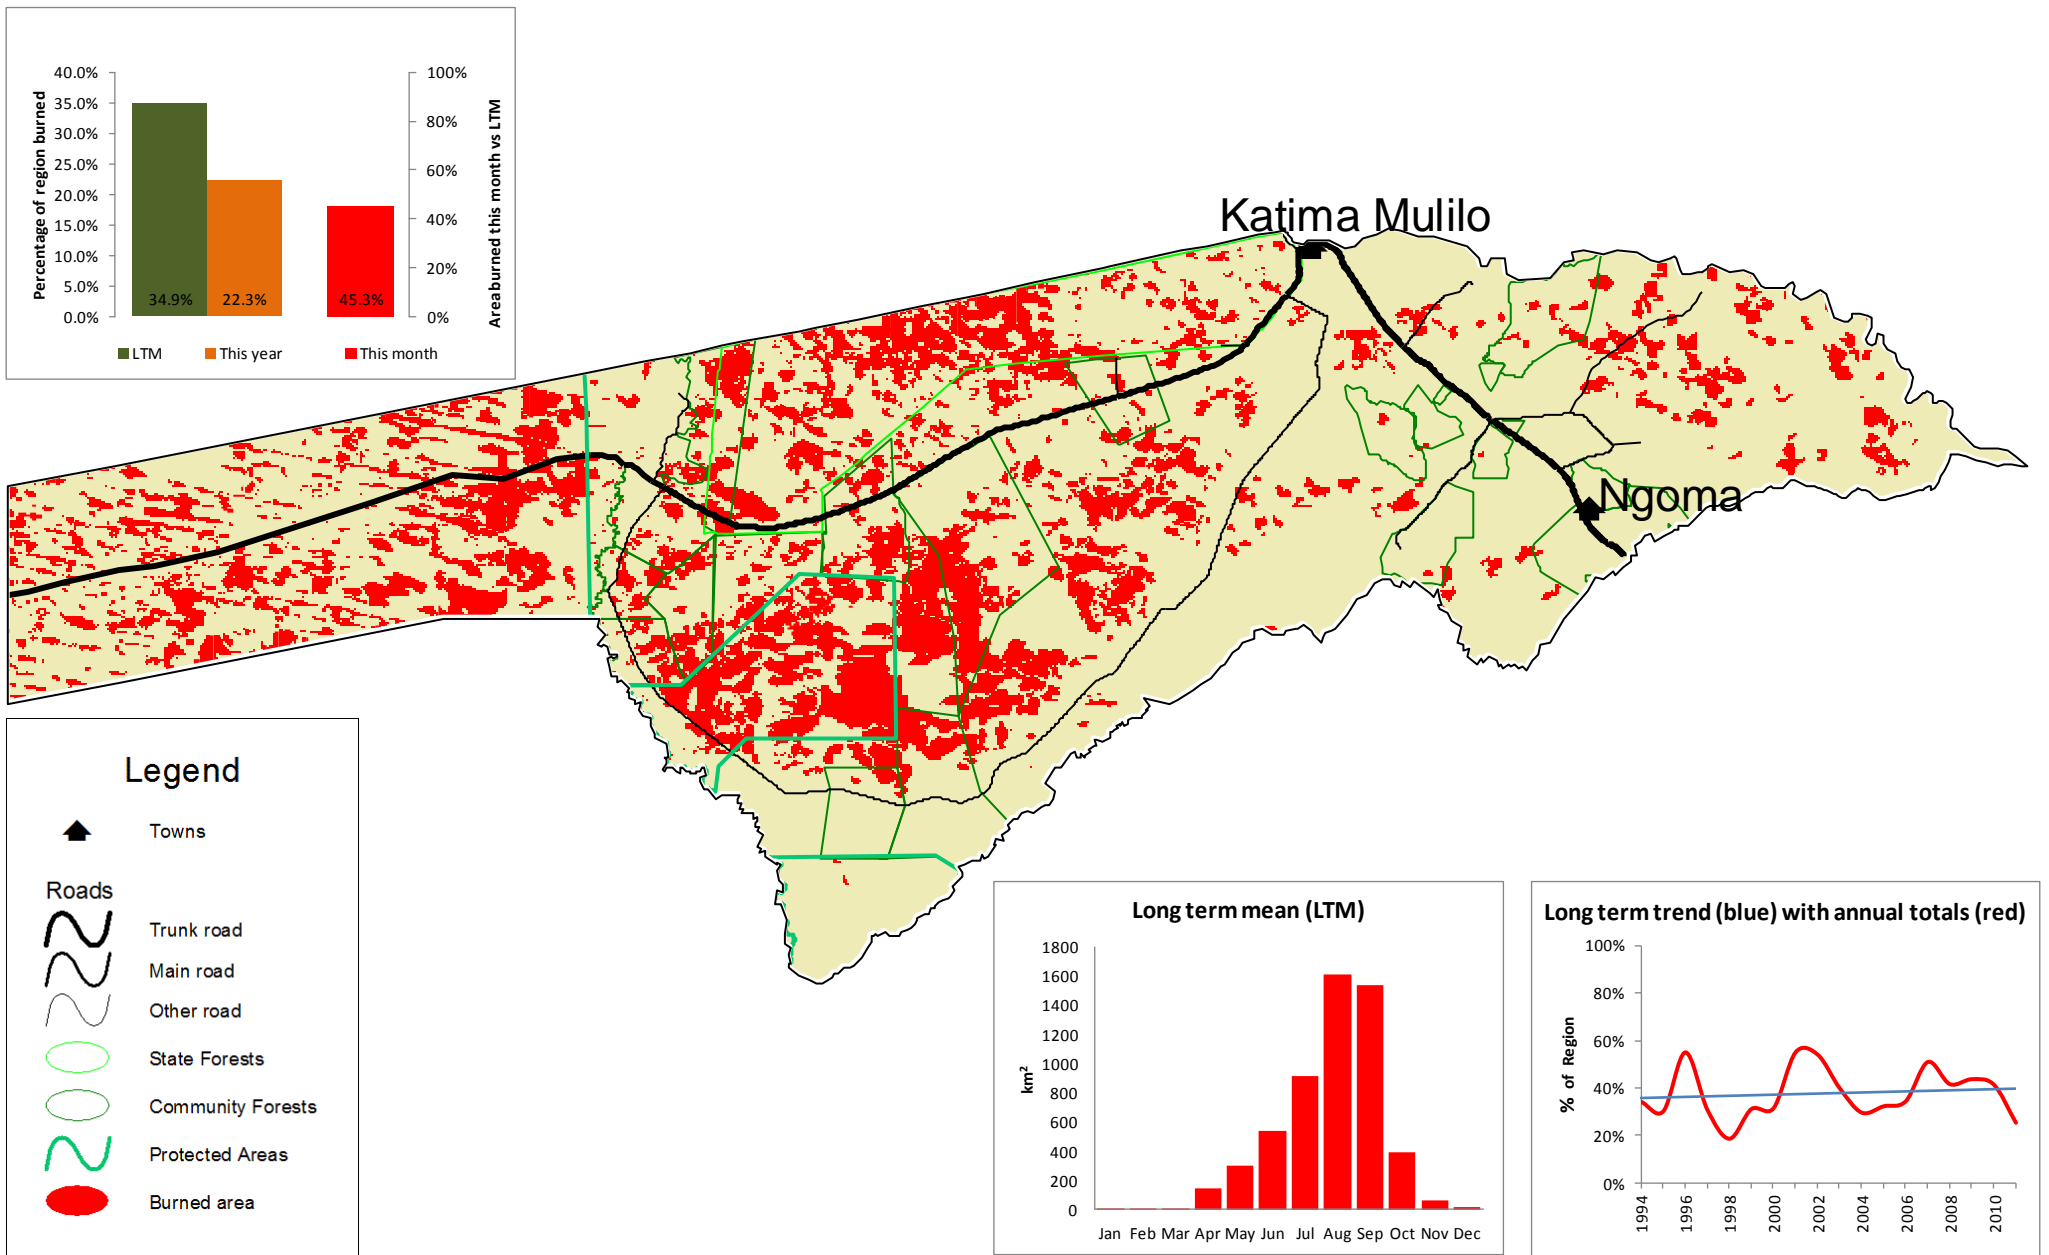 40.0%
35.0%
30.0%
25.0%
20.0%
15.0%
10.0%
5.0%
0.0%
Percentage of region burned
34.9%
22.3%
45.3%
100%
80%
60%
40%
20%
0%
Area burned this month vs LTM
LTM This year This month
Katima Mulilo
Ngoma
Legend
Towns
Roads
Trunk road
Main road
Other road
State Forests
Community Forests
Protected Areas
Burned area
Long term mean (LTM)
1800
1600
1400
1200
1000
800
600
400
200
0
km²
Jan Feb Mar Apr May Jun Jul Aug Sep Oct Nov Dec
Long term trend (blue) with annual totals (red)
100%
80%
60%
40%
20%
0%
% of Region
1994 1996 1998 2000 2002 2004 2006 2008 2010